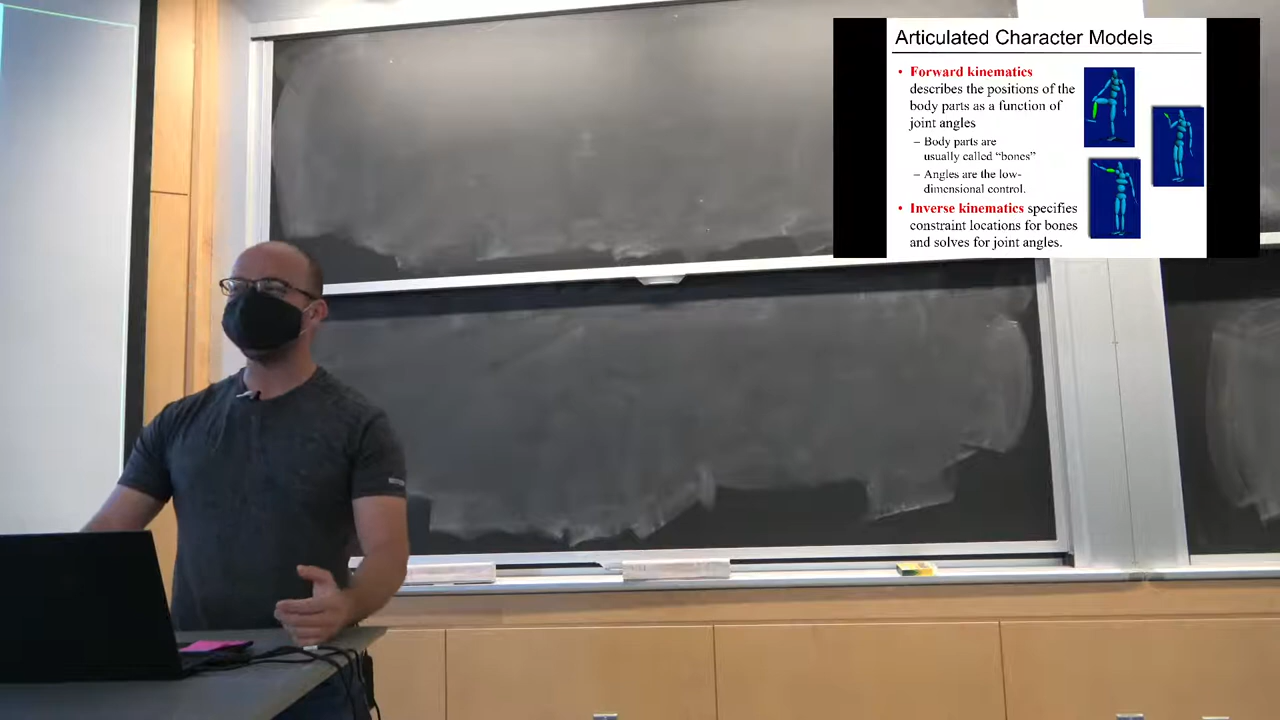 Articulated Character Models
• Forward kinematics
describes the positions of the
body parts as a function of
joint angles
– Body parts are
usually called “bones”
– Angles are the low-
dimensional control.
• Inverse kinematics specifies
constraint locations for bones
and solves for joint angles.